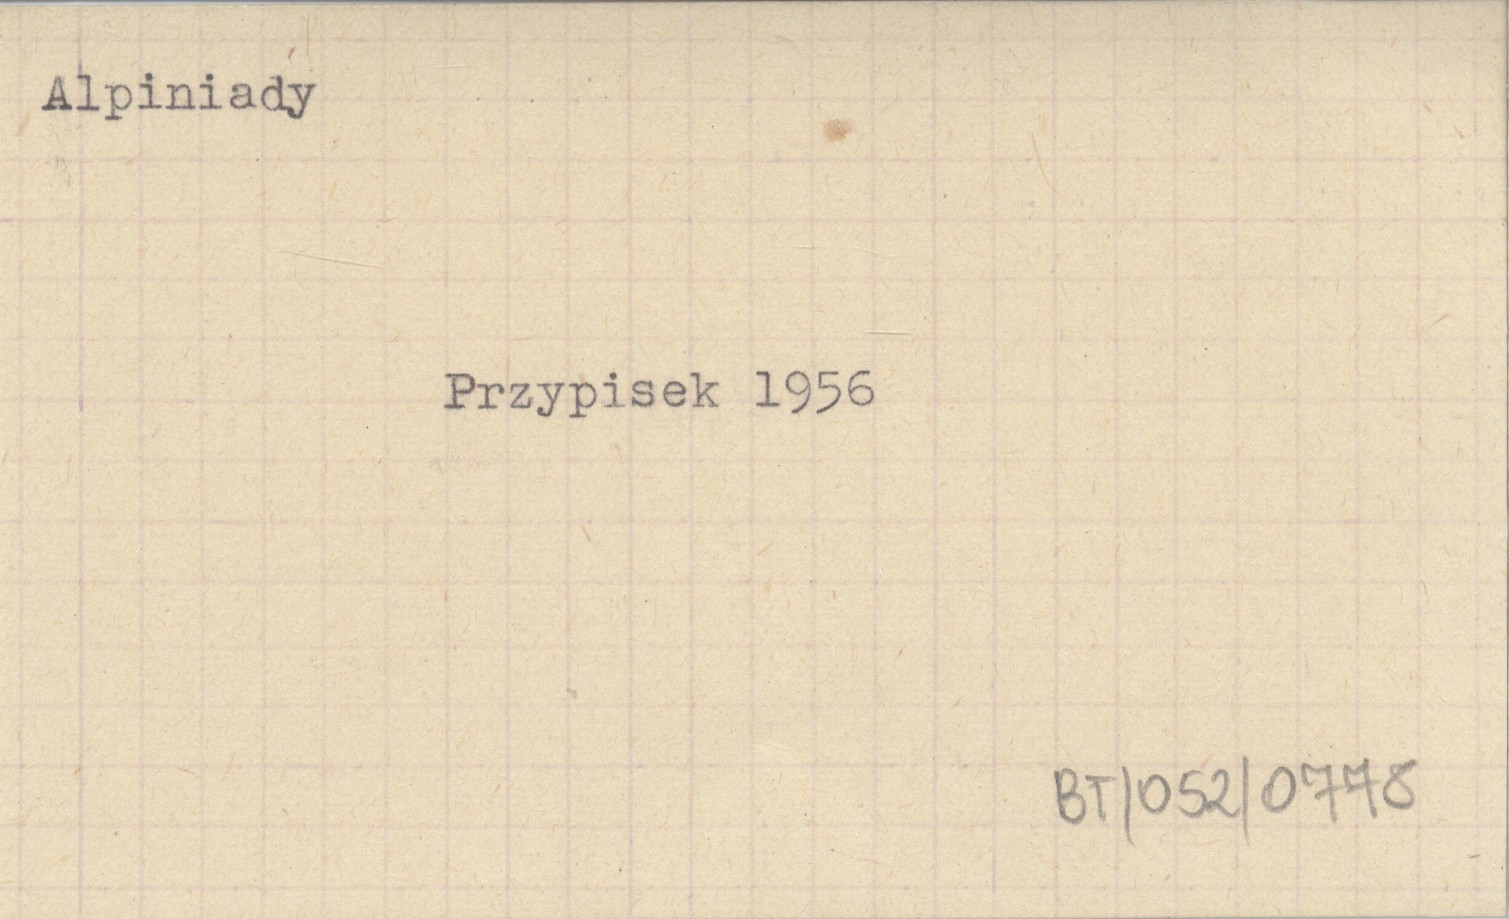 Alpiniady
Przypisek 1956
BT/052/0778